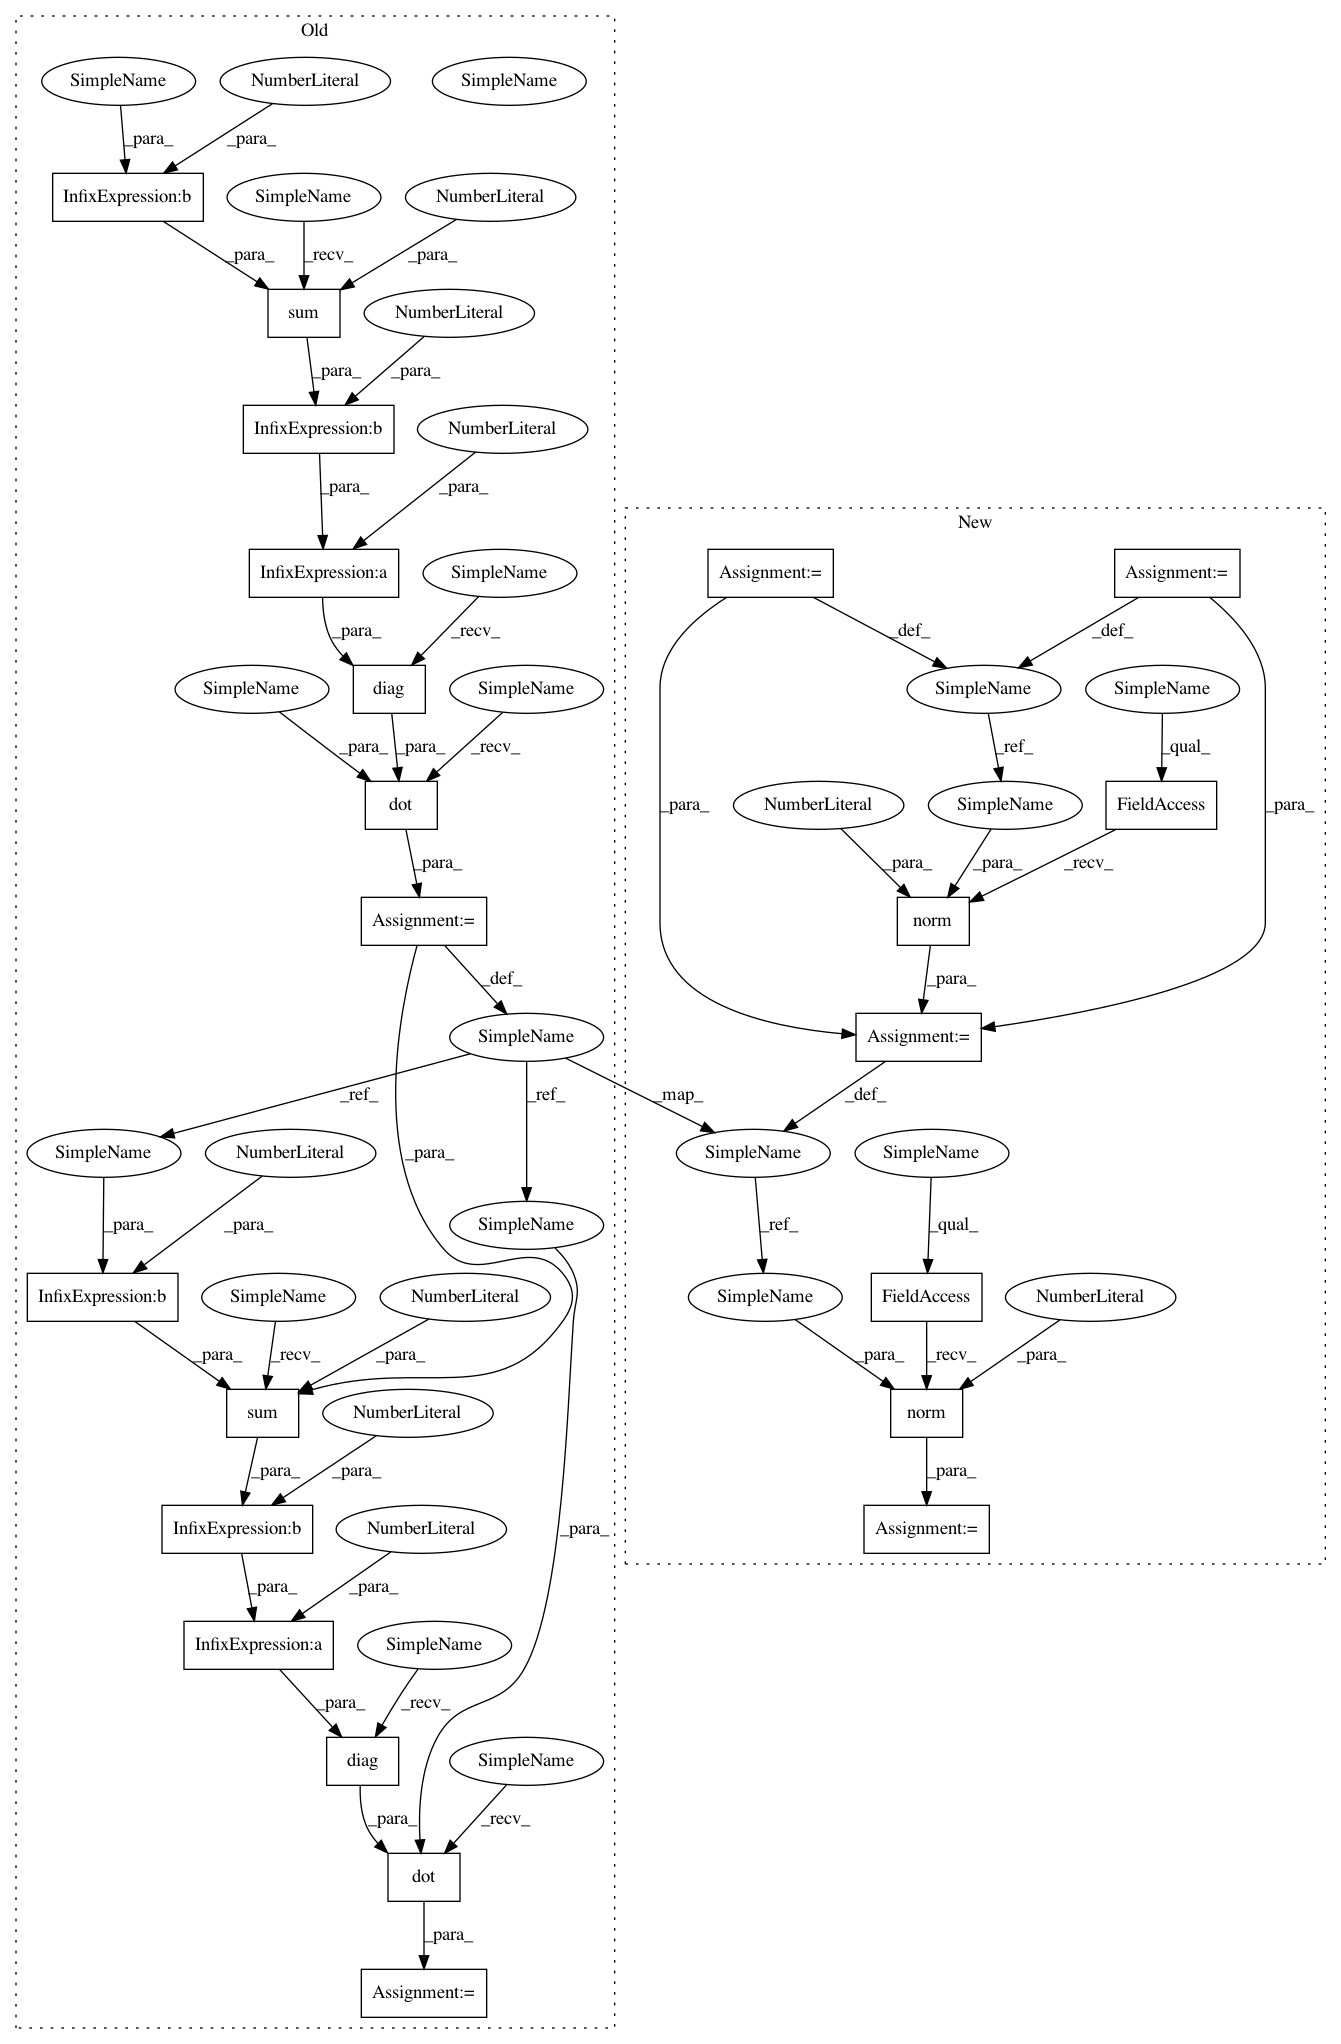 Old
SimpleName NumberLiteral SimpleName
_para_ _para_
InfixExpression:b SimpleName NumberLiteral
_para_ _recv_ _para_
sum NumberLiteral
_para_ _para_
InfixExpression:b NumberLiteral
_para_ _para_
New
InfixExpression:a SimpleName Assignment:= Assignment:=
_para_ _recv_ _def_ _def_
SimpleName diag SimpleName SimpleName SimpleName
_para_ _para_ _recv_ _ref_ _qual_
dot _para_ NumberLiteral SimpleName FieldAccess _para_
_para_ _para_ _para_ _recv_
Assignment:= norm
_def_ _para_
SimpleName Assignment:=
_ref_ _ref_ _map_ _def_
SimpleName NumberLiteral _para_ SimpleName SimpleName
_para_ _para_ SimpleName _ref_ _qual_
InfixExpression:b SimpleName NumberLiteral SimpleName FieldAccess NumberLiteral
_para_ _recv_ _para_ _para_ _recv_ _para_
sum NumberLiteral norm
_para_ _para_ _para_
InfixExpression:b NumberLiteral _para_ Assignment:=
_para_ _para_
InfixExpression:a SimpleName
_para_ _recv_
diag SimpleName
_para_ _recv_
dot
_para_
Assignment:=